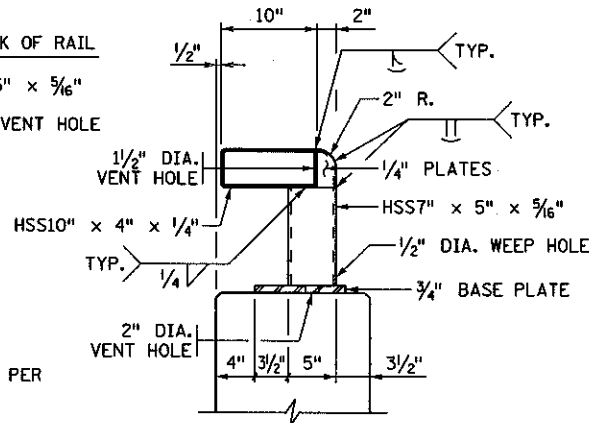 10" 2"
K OF RAIL
1/2"
TYP.
" × 5/16"
2" R.
VENT HOLE
TYP.
1 1/2" DIA.
VENT HOLE
1/4" PLATES
HSS10" × 4" × 1/4"
HSS7" × 5" × 5/16"
TYP.
1/4
1/2" DIA. WEEP HOLE
3/4" BASE PLATE
2" DIA.
VENT HOLE
4" 3 1/2" 5" 3 1/2"
PER